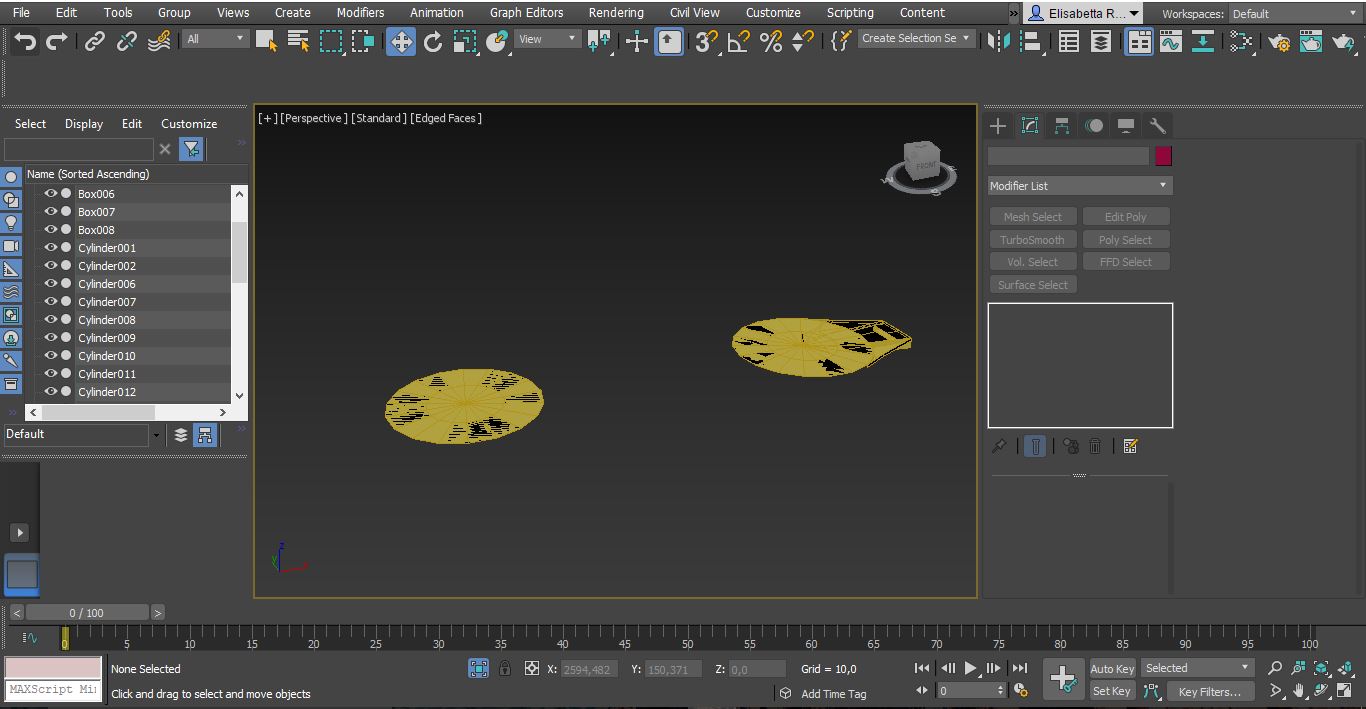 File Edit Tools Group Views Create Modifiers Animation Graph Editors Rendering Civil View Customize Scripting Content » Elisabetta R... Workspaces: Default
All View 3 Create Selection Se
[+] [Perspective] [Standard] [Edged Faces]
Select Display Edit Customize
Name (Sorted Ascending)
Box006
Box007
Box008
Cylinder001
Cylinder002
Cylinder006
Cylinder007
Cylinder008
Cylinder009
Cylinder010
Cylinder011
Cylinder012
Default
FRONT
W S
z
Modifier List
Mesh Select Edit Poly
TurboSmooth Poly Select
Vol. Select FFD Select
Surface Select
< 0 / 100 >
0 5 10 15 20 25 30 35 40 45 50 55 60 65 70 75 80 85 90 95 100
None Selected X: 2594,482 Y: 150,371 Z: 0,0 Grid = 10,0 Auto Key Selected
MAXScript Mi
Click and drag to select and move objects Add Time Tag 0 Set Key Key Filters...